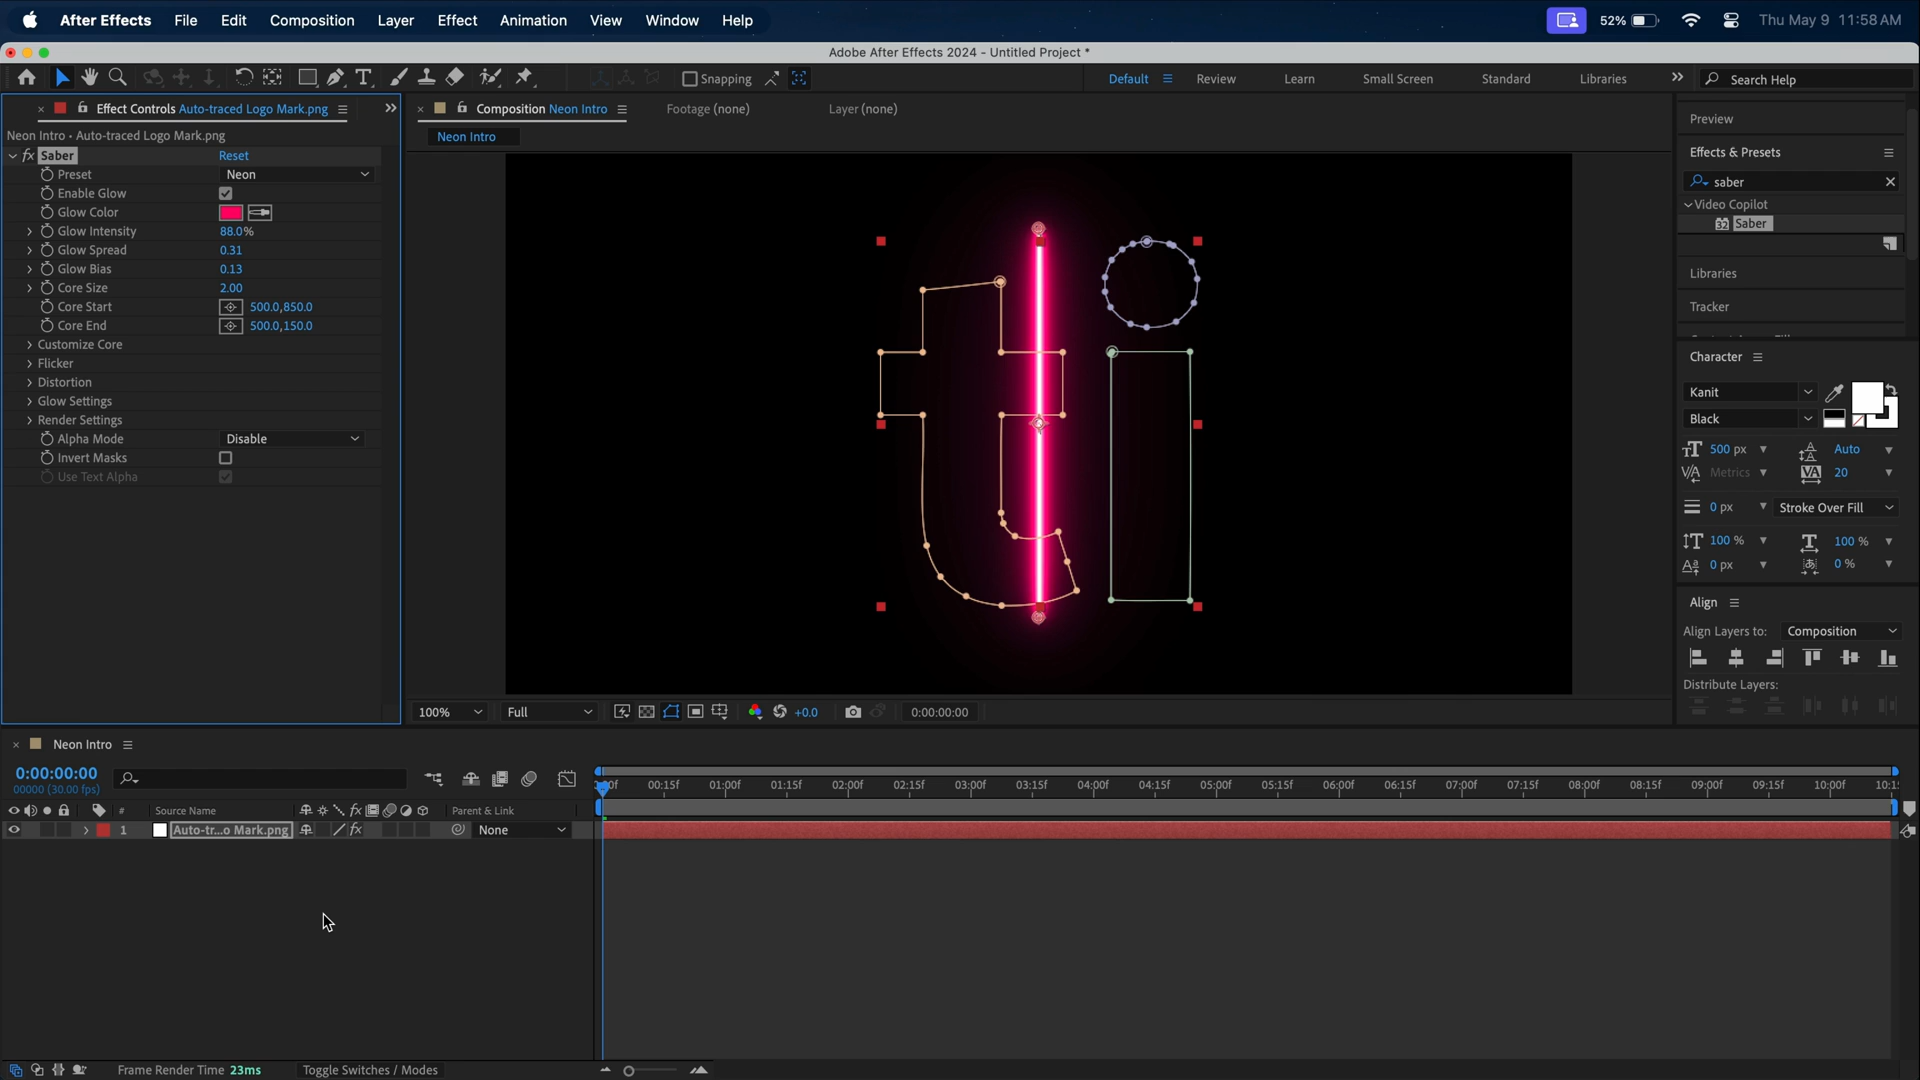 After Effects File Edit Composition Layer Effect Animation View Window Help 52% Thu May 9 11:58 AM
Adobe After Effects 2024 - Untitled Project *
Snapping Default Review Learn Small Screen Standard Libraries Search Help
Effect Controls Auto-traced Logo Mark.png
Neon Intro • Auto-traced Logo Mark.png
fx Saber Reset
Preset Neon
Enable Glow
Glow Color
Glow Intensity 88.0%
Glow Spread 0.31
Glow Bias 0.13
Core Size 2.00
Core Start 500.0,850.0
Core End 500.0,150.0
Customize Core
Flicker
Distortion
Glow Settings
Render Settings
Alpha Mode Disable
Invert Masks
Use Text Alpha
Composition Neon Intro Footage (none) Layer (none)
Neon Intro
100% Full +0.0 0:00:00:00
Preview
Effects & Presets
saber
Video Copilot
32 Saber
Libraries
Tracker
Character
Kanit
Black
500 px Auto
Metrics 20
0 px Stroke Over Fill
100 % 100 %
0 px 0 %
Align
Align Layers to: Composition
Distribute Layers:
Neon Intro
0:00:00:00
00000 (30.00 fps)
00f 00:15f 01:00f 01:15f 02:00f 02:15f 03:00f 03:15f 04:00f 04:15f 05:00f 05:15f 06:00f 06:15f 07:00f 07:15f 08:00f 08:15f 09:00f 09:15f 10:00f 10:1
# Source Name fx Parent & Link
1 Auto-tr...o Mark.png fx None
Frame Render Time 23ms Toggle Switches / Modes